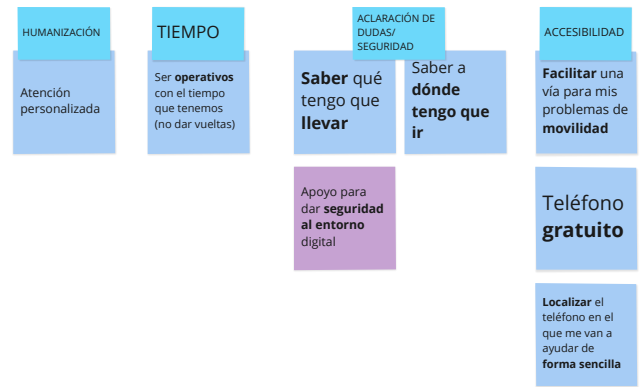 HUMANIZACIÓN
Atención
personalizada
TIEMPO
Ser operativos
con el tiempo
que tenemos
(no dar vueltas)
ACLARACIÓN DE
DUDAS/
SEGURIDAD
Saber qué
tengo que
llevar
Saber a
dónde
tengo que
ir
Apoyo para
dar seguridad
al entorno
digital
ACCESIBILIDAD
Facilitar una
vía para mis
problemas de
movilidad
Teléfono
gratuito
Localizar el
teléfono en el
que me van a
ayudar de
forma sencilla